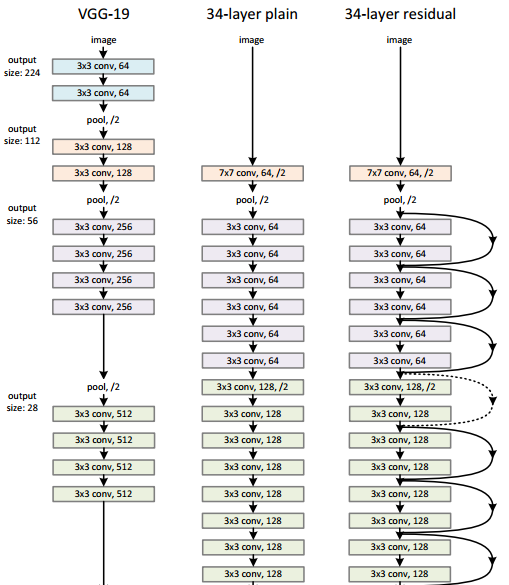 VGG-19
34-layer plain
34-layer residual
image
image
image
output
size: 224
3x3 conv, 64
3x3 conv, 64
pool, /2
output
size: 112
3x3 conv, 128
3x3 conv, 128
7x7 conv, 64, /2
7x7 conv, 64, /2
pool, /2
pool, /2
pool, /2
output
size: 56
3x3 conv, 256
3x3 conv, 64
3x3 conv, 64
3x3 conv, 256
3x3 conv, 64
3x3 conv, 64
3x3 conv, 256
3x3 conv, 64
3x3 conv, 64
3x3 conv, 256
3x3 conv, 64
3x3 conv, 64
3x3 conv, 64
3x3 conv, 64
3x3 conv, 64
3x3 conv, 64
pool, /2
3x3 conv, 128, /2
3x3 conv, 128, /2
output
size: 28
3x3 conv, 512
3x3 conv, 128
3x3 conv, 128
3x3 conv, 512
3x3 conv, 128
3x3 conv, 128
3x3 conv, 512
3x3 conv, 128
3x3 conv, 128
3x3 conv, 512
3x3 conv, 128
3x3 conv, 128
3x3 conv, 128
3x3 conv, 128
3x3 conv, 128
3x3 conv, 128
3x3 conv, 128
3x3 conv, 128